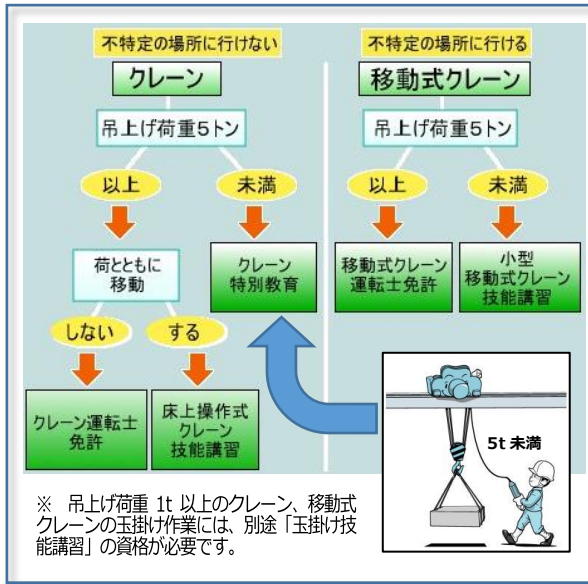 不特定の場所に行けない
クレーン
吊上げ荷重5トン
以上
未満
荷とともに
移動
クレーン
特別教育
しない
する
クレーン運転士
免許
床上操作式
クレーン
技能講習
不特定の場所に行ける
移動式クレーン
吊上げ荷重5トン
以上
未満
移動式クレーン
運転士免許
小型
移動式クレーン
技能講習
5t 未満
※　吊上げ荷重 1t 以上のクレーン、移動式
クレーンの玉掛け作業には、別途「玉掛け技
能講習」の資格が必要です。